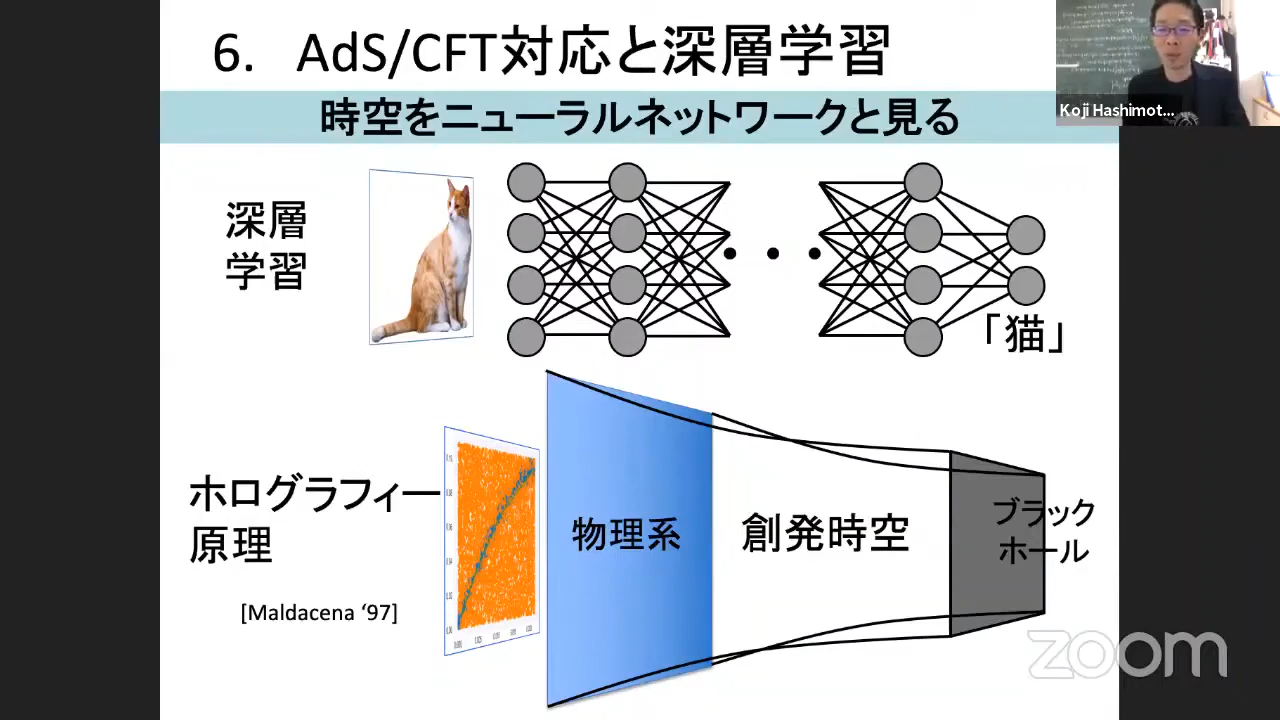 6. AdS/CFT対応と深層学習
Koji Hashimot...
時空をニューラルネットワークと見る
深層
学習
「猫」
ホログラフィー
原理
[Maldacena ‘97]
物理系
創発時空
ブラック
ホール
zoom